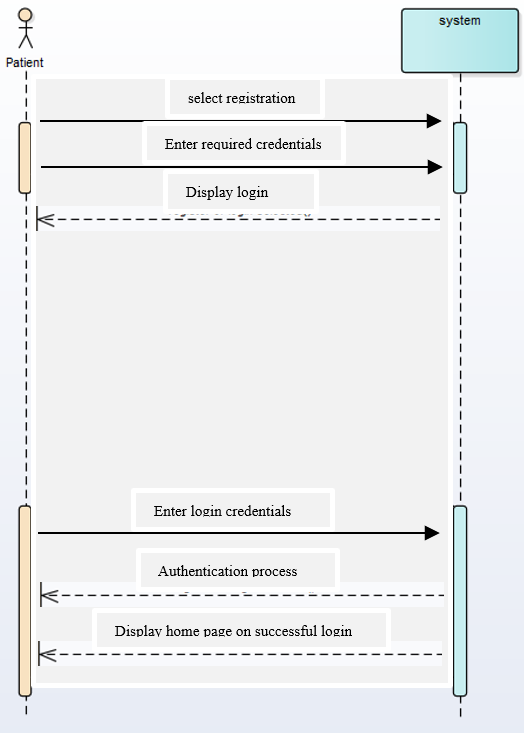 system
Patient
select registration
Enter required credentials
Display login
Enter login credentials
Authentication process
Display home page on successful login